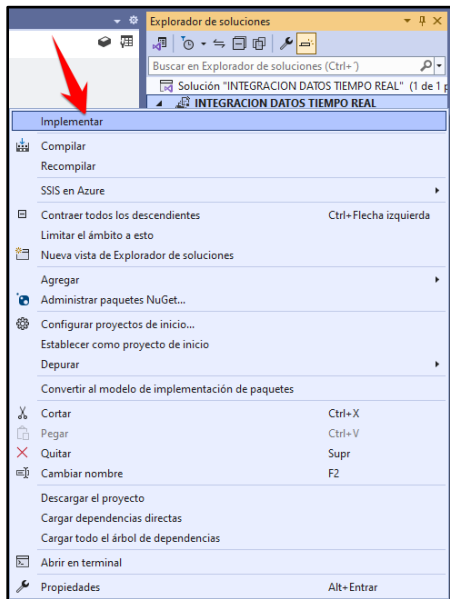 Explorador de soluciones
Buscar en Explorador de soluciones (Ctrl+´)
Solución "INTEGRACION DATOS TIEMPO REAL" (1 de 1 p
INTEGRACION DATOS TIEMPO REAL
Implementar
Compilar
Recompilar
SSIS en Azure
Contraer todos los descendientes Ctrl+Flecha izquierda
Limitar el ámbito a esto
Nueva vista de Explorador de soluciones
Agregar
Administrar paquetes NuGet...
Configurar proyectos de inicio...
Establecer como proyecto de inicio
Depurar
Convertir al modelo de implementación de paquetes
Cortar Ctrl+X
Pegar Ctrl+V
Quitar Supr
Cambiar nombre F2
Descargar el proyecto
Cargar dependencias directas
Cargar todo el árbol de dependencias
Abrir en terminal
Propiedades Alt+Entrar